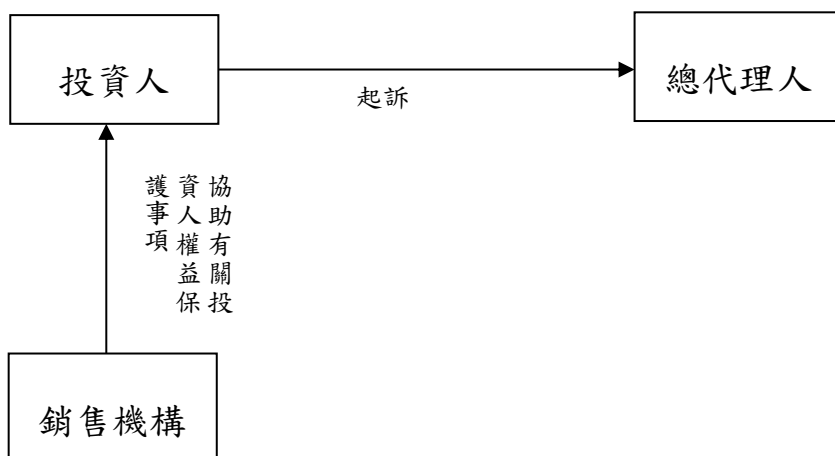 投資人
總代理人
起訴
協助有關投
資人權益保
護事項
銷售機構